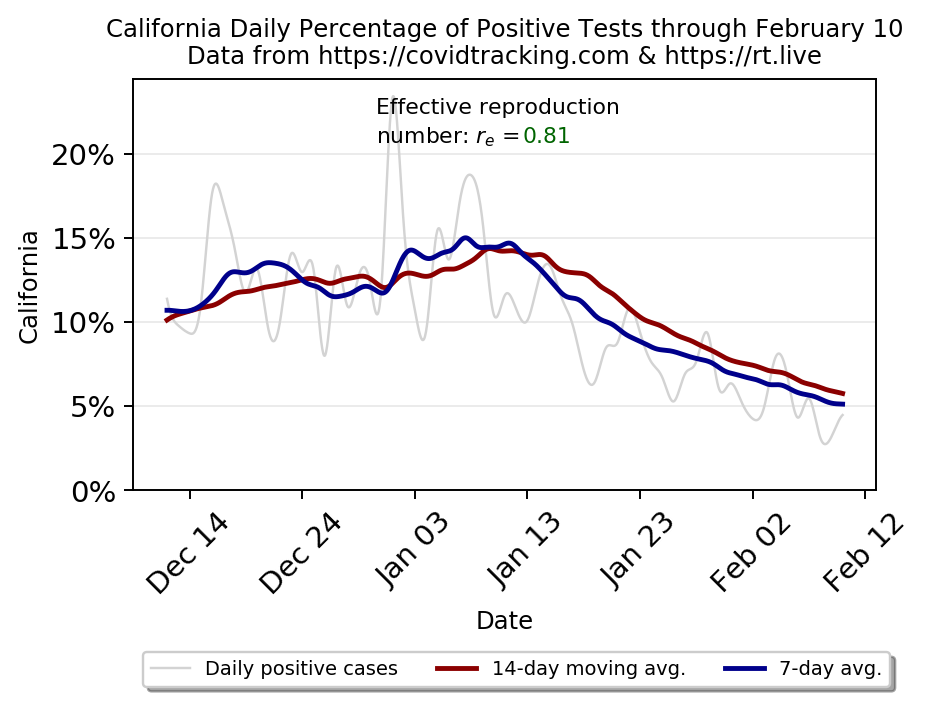 California Daily Percentage of Positive Tests through February 10
Data from https://covidtracking.com & https://rt.live
Effective reproduction
number: rₑ =0.81
20%
15%
10%
5%
0%
California
Dec 14
Dec 24
Jan 03
Jan 13
Jan 23
Feb 02
Feb 12
Date
Daily positive cases
14-day moving avg.
7-day avg.